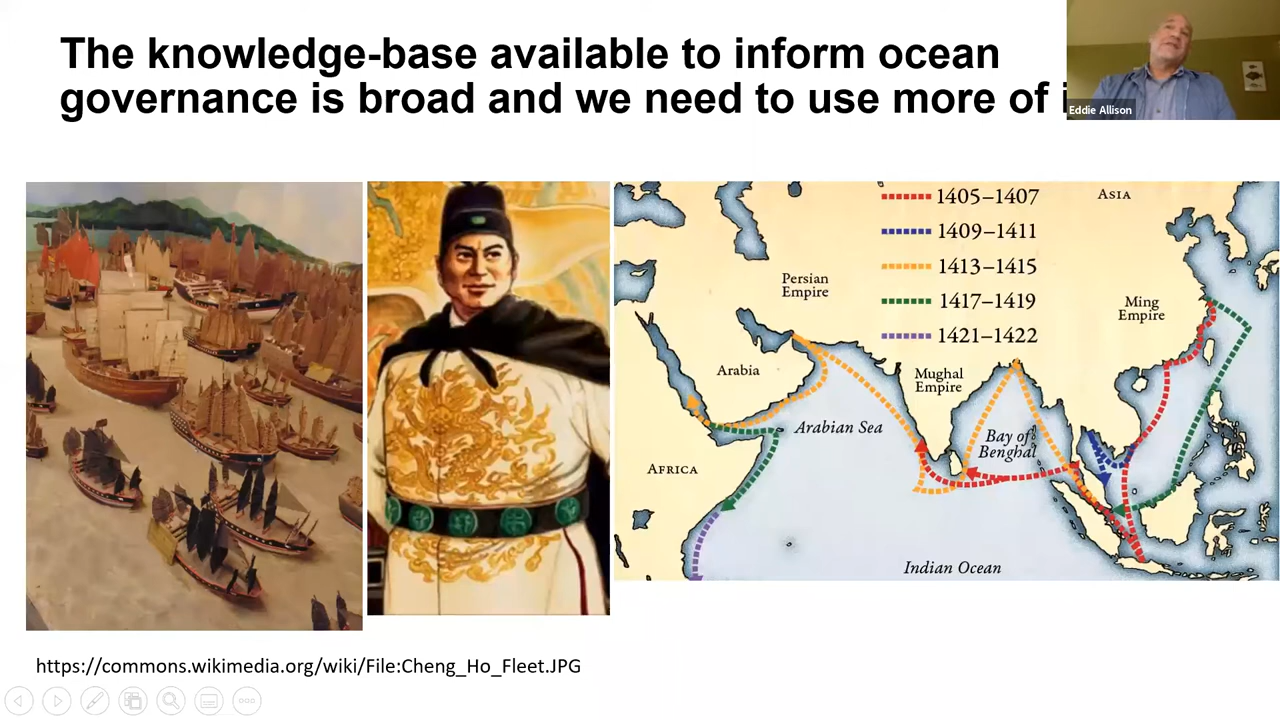 The knowledge-base available to inform ocean
governance is broad and we need to use more of
Eddie Allison
1405–1407
1409–1411
1413–1415
1417–1419
1421–1422
ASIA
Persian
Empire
Ming
Empire
Arabia
Mughal
Empire
Arabian Sea
Bay of
Benghal
AFRICA
Indian Ocean
https://commons.wikimedia.org/wiki/File:Cheng_Ho_Fleet.JPG